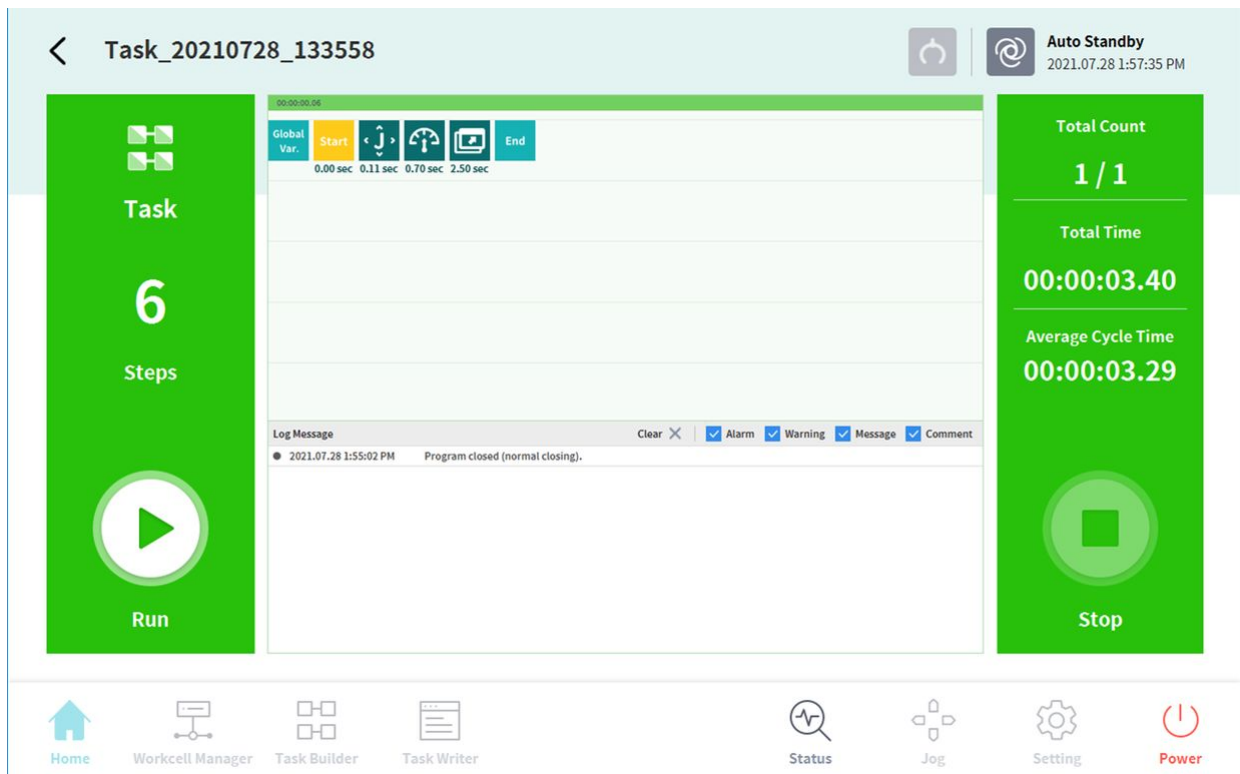 Task_20210728_133558
Auto Standby
2021.07.28 1:57:35 PM
Task
6
Steps
Run
00:00:00.06
Global
Var.
Start
J
End
0.00 sec 0.11 sec 0.70 sec 2.50 sec
Log Message
Clear
Alarm
Warning
Message
Comment
2021.07.28 1:55:02 PM Program closed (normal closing).
Total Count
1 / 1
Total Time
00:00:03.40
Average Cycle Time
00:00:03.29
Stop
Home
Workcell Manager
Task Builder
Task Writer
Status
Jog
Setting
Power